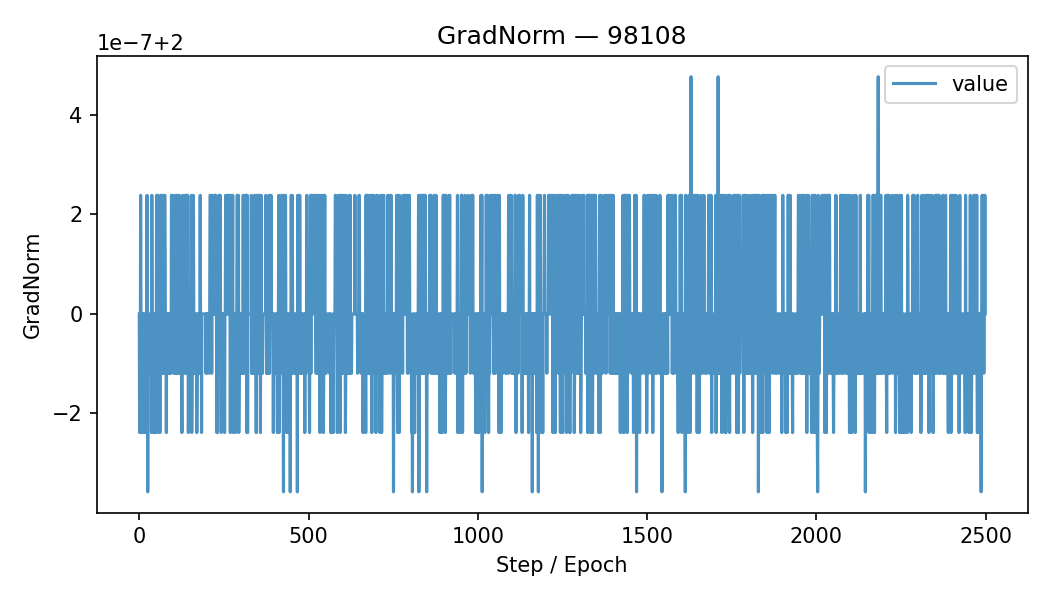 GradNorm — 98108
1e−7+2
value
4
2
0
−2
GradNorm
0
500
1000
1500
2000
2500
Step / Epoch